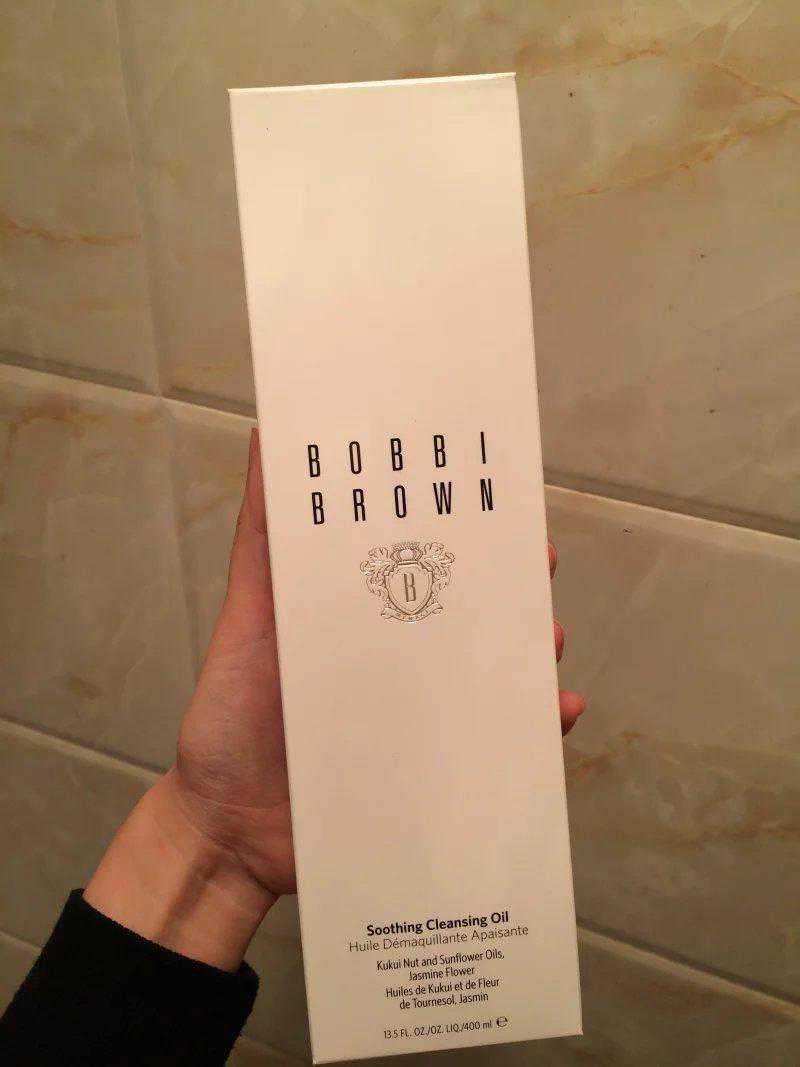 BOBBI
BROWN
B
Soothing Cleansing Oil
Huile Démaquillante Apaisante
Kukui Nut and Sunflower Oils,
Jasmine Flower
Huiles de Kukui et de Fleur
de Tournesol, Jasmin
13.5 FL. OZ./OZ. LIQ./400 ml ℮